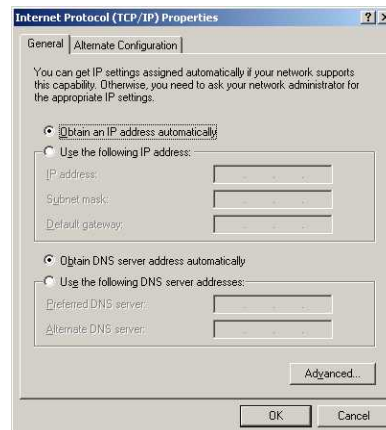 Internet Protocol (TCP/IP) Properties
General
Alternate Configuration
You can get IP settings assigned automatically if your network supports
this capability. Otherwise, you need to ask your network administrator for
the appropriate IP settings.
Obtain an IP address automatically
Use the following IP address:
IP address:
Subnet mask:
Default gateway:
Obtain DNS server address automatically
Use the following DNS server addresses:
Preferred DNS server:
Alternate DNS server:
Advanced...
OK
Cancel